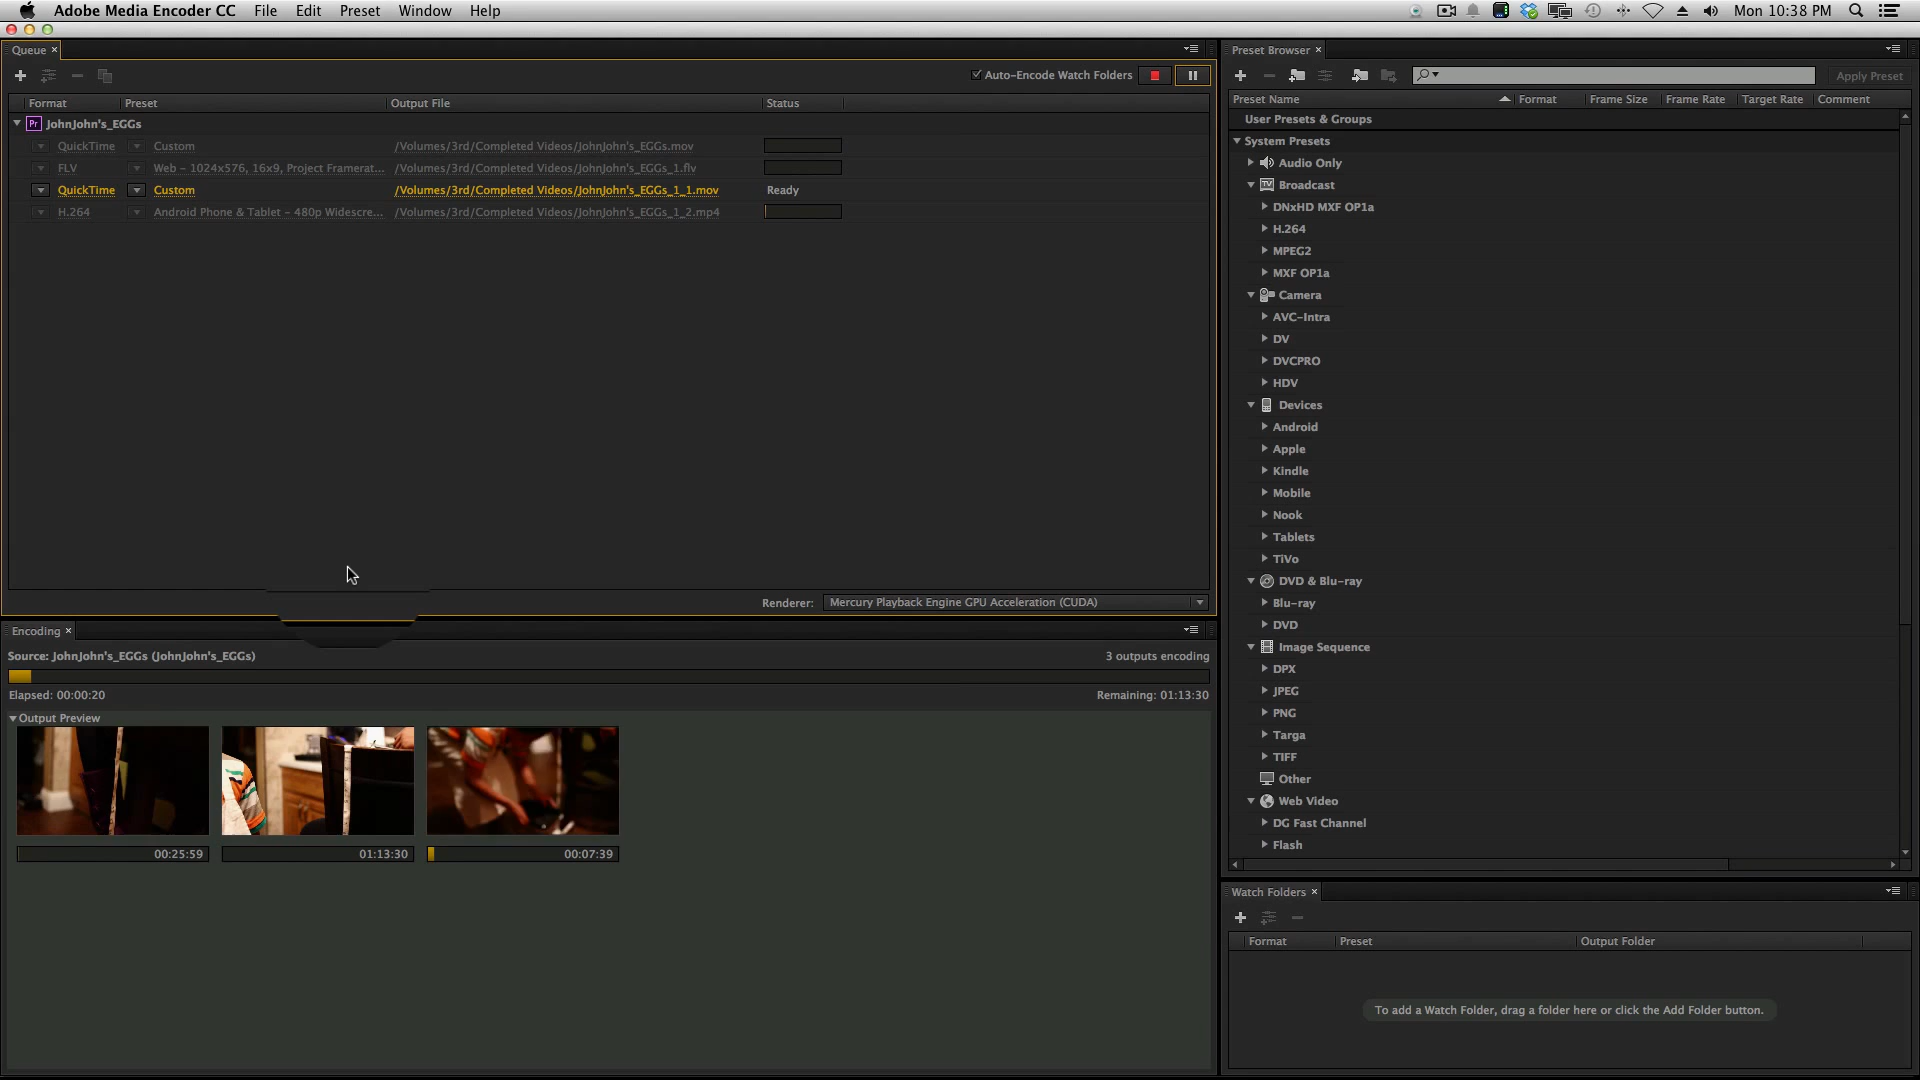 Adobe Media Encoder CC File Edit Preset Window Help Mon 10:38 PM
Queue ×
Auto-Encode Watch Folders
Format Preset Output File Status
Pr JohnJohn's_EGGs
QuickTime Custom /Volumes/3rd/Completed Videos/JohnJohn's_EGGs.mov
FLV Web – 1024x576, 16x9, Project Framerat... /Volumes/3rd/Completed Videos/JohnJohn's_EGGs_1.flv
QuickTime Custom /Volumes/3rd/Completed Videos/JohnJohn's_EGGs_1_1.mov Ready
H.264 Android Phone & Tablet – 480p Widescre... /Volumes/3rd/Completed Videos/JohnJohn's_EGGs_1_2.mp4
Renderer: Mercury Playback Engine GPU Acceleration (CUDA)
Encoding ×
Source: JohnJohn's_EGGs (JohnJohn's_EGGs) 3 outputs encoding
Elapsed: 00:00:20 Remaining: 01:13:30
Output Preview
00:25:59 01:13:30 00:07:39
Preset Browser ×
Apply Preset
Preset Name Format Frame Size Frame Rate Target Rate Comment
User Presets & Groups
System Presets
Audio Only
TV Broadcast
DNxHD MXF OP1a
H.264
MPEG2
MXF OP1a
Camera
AVC-Intra
DV
DVCPRO
HDV
Devices
Android
Apple
Kindle
Mobile
Nook
Tablets
TiVo
DVD & Blu-ray
Blu-ray
DVD
Image Sequence
DPX
JPEG
PNG
Targa
TIFF
Other
Web Video
DG Fast Channel
Flash
Watch Folders ×
Format Preset Output Folder
To add a Watch Folder, drag a folder here or click the Add Folder button.